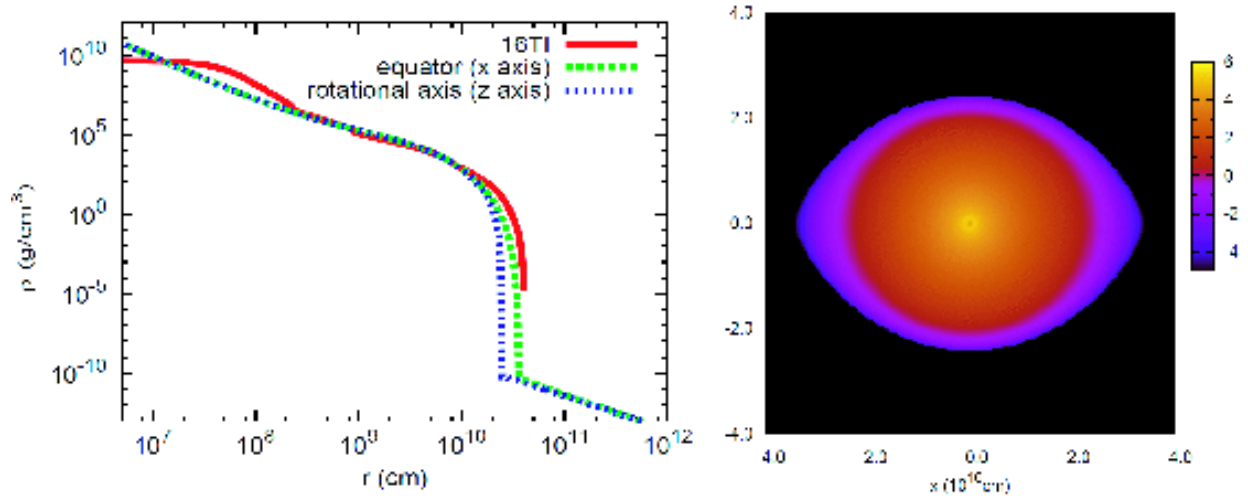 10^10
10^5
10^0
10^-5
10^-10
ρ (g/cm^3)
16TI
equator (x axis)
rotational axis (z axis)
10^7 10^8 10^9 10^10 10^11 10^12
r (cm)
4.0
2.0
0.0
-2.0
-4.0
4.0 2.0 0.0 2.0 4.0
x (10^10cm)
6
4
2
0
-2
-4